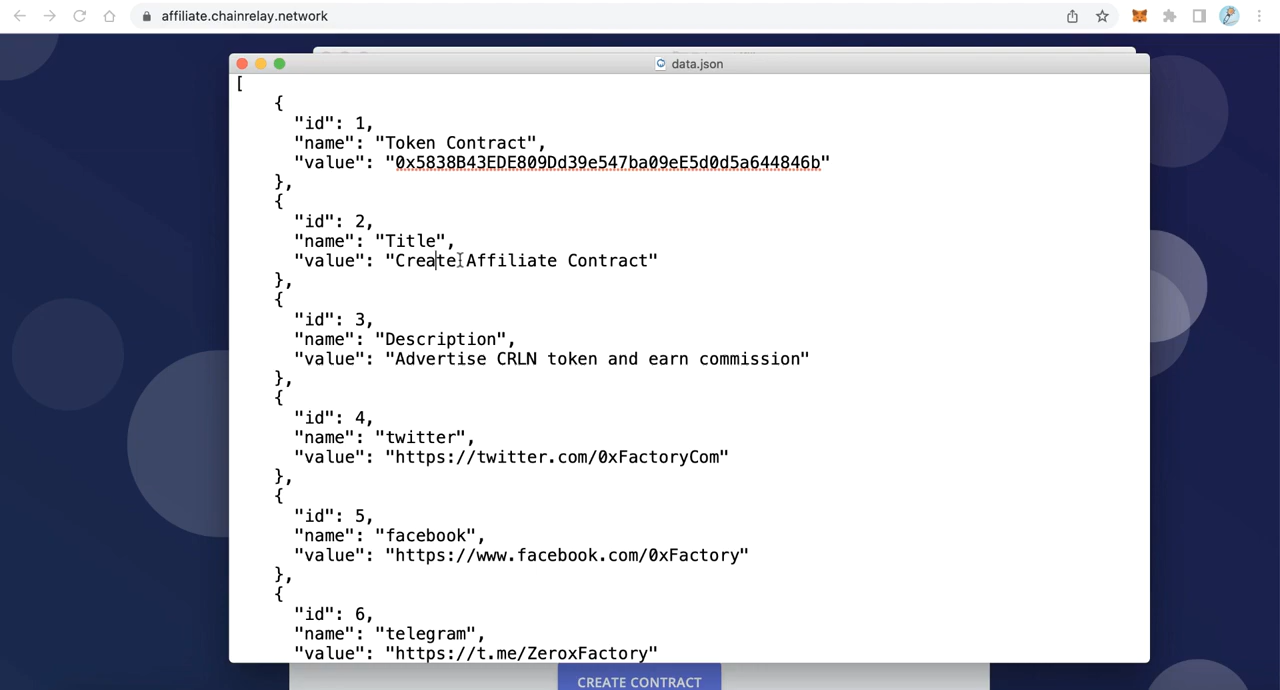 affiliate.chainrelay.network
data.json
[
{
"id": 1,
"name": "Token Contract",
"value": "0x5838B43EDE809Dd39e547ba09eE5d0d5a644846b"
},
{
"id": 2,
"name": "Title",
"value": "Create Affiliate Contract"
},
{
"id": 3,
"name": "Description",
"value": "Advertise CRLN token and earn commission"
},
{
"id": 4,
"name": "twitter",
"value": "https://twitter.com/0xFactoryCom"
},
{
"id": 5,
"name": "facebook",
"value": "https://www.facebook.com/0xFactory"
},
{
"id": 6,
"name": "telegram",
"value": "https://t.me/ZeroxFactory"
CREATE CONTRACT